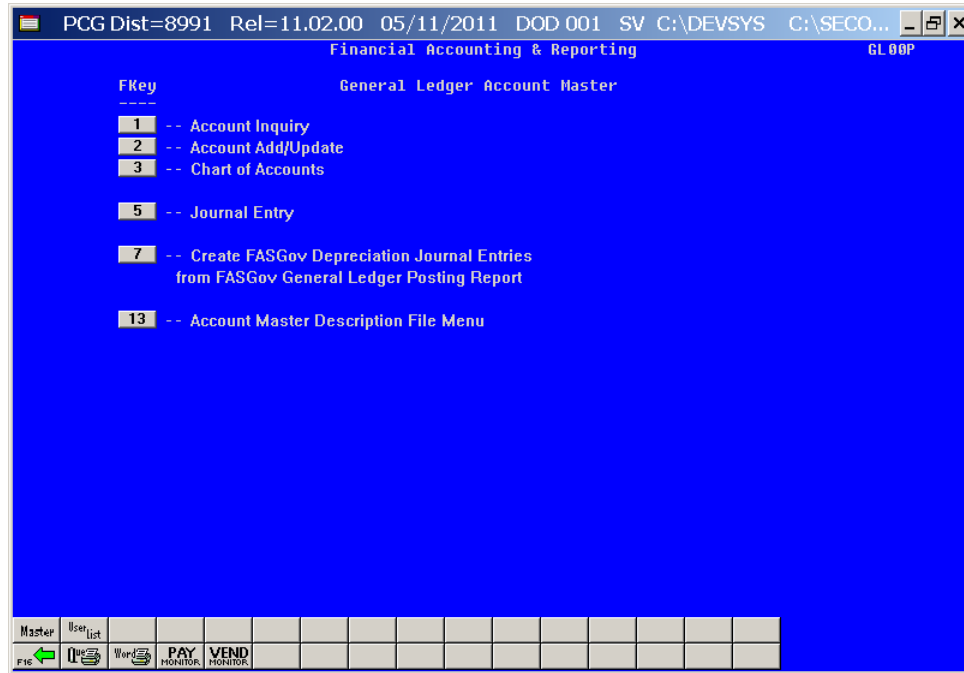 PCG Dist=8991 Rel=11.02.00 05/11/2011 DOD 001 SV C:\DEVSYS C:\SECO...
Financial Accounting & Reporting GL00P
FKey General Ledger Account Master
----
1 -- Account Inquiry
2 -- Account Add/Update
3 -- Chart of Accounts
5 -- Journal Entry
7 -- Create FASGov Depreciation Journal Entries
from FASGov General Ledger Posting Report
13 -- Account Master Description File Menu
Master User List
F16 Que Word PAY MONITOR VEND MONITOR